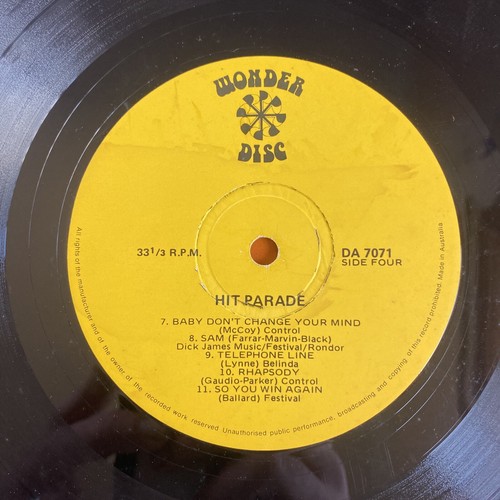 WONDER
DISC
33 1/3 R.P.M.
DA 7071
SIDE FOUR
HIT PARADE
7. BABY DON'T CHANGE YOUR MIND
(McCoy) Control
8. SAM (Farrar-Marvin-Black)
Dick James Music/Festival/Rondor
9. TELEPHONE LINE
(Lynne) Belinda
10. RHAPSODY
(Gaudio-Parker) Control
11. SO YOU WIN AGAIN
(Ballard) Festival
All rights of the manufacturer and of the owner of the recorded work reserved Unauthorised public performance, broadcasting and copying of this record prohibited. Made in Australia